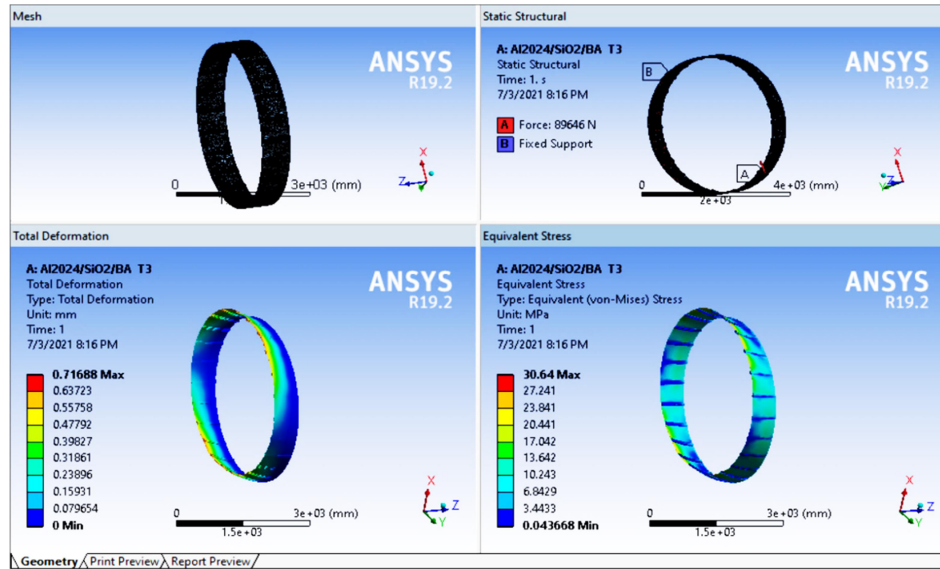 Mesh
ANSYS
R19.2
X
Z
0
3e+03 (mm)
Static Structural
A: Al2024/SiO2/BA T3
Static Structural
Time: 1. s
7/3/2021 8:16 PM
A Force: 89646 N
B Fixed Support
B
A
ANSYS
R19.2
X
Z
Y
0
4e+03 (mm)
2e+03
Total Deformation
A: Al2024/SiO2/BA T3
Total Deformation
Type: Total Deformation
Unit: mm
Time: 1
7/3/2021 8:16 PM
0.71688 Max
0.63723
0.55758
0.47792
0.39827
0.31861
0.23896
0.15931
0.079654
0 Min
ANSYS
R19.2
X
Z
Y
0
3e+03 (mm)
1.5e+03
Equivalent Stress
A: Al2024/SiO2/BA T3
Equivalent Stress
Type: Equivalent (von-Mises) Stress
Unit: MPa
Time: 1
7/3/2021 8:16 PM
30.64 Max
27.241
23.841
20.441
17.042
13.642
10.243
6.8429
3.4433
0.043668 Min
ANSYS
R19.2
X
Z
Y
0
3e+03 (mm)
1.5e+03
Geometry Print Preview Report Preview